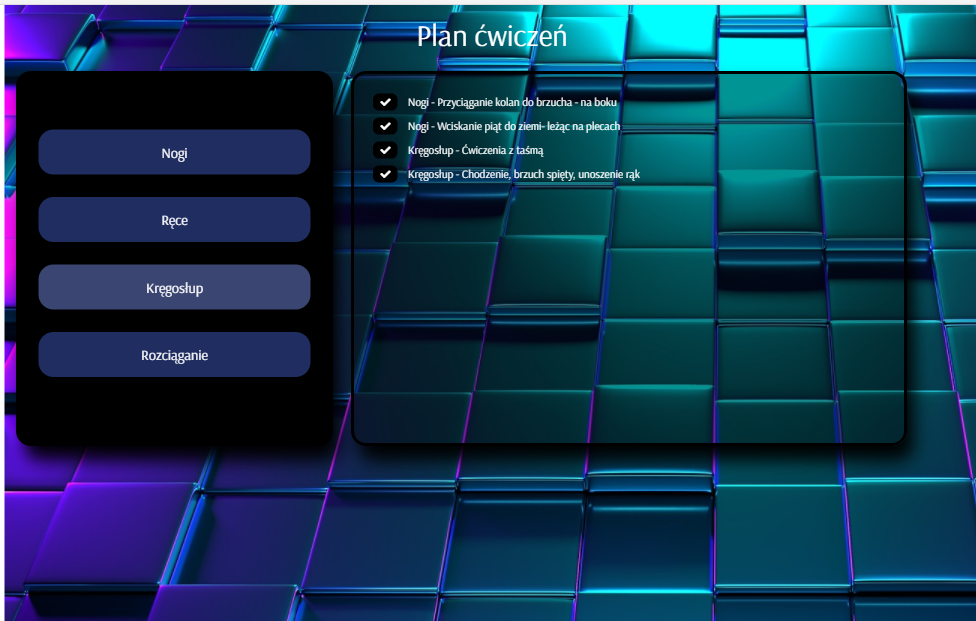 Plan ćwiczeń
Nogi
Ręce
Kręgosłup
Rozciąganie
Nogi - Przyciąganie kolan do brzucha - na boku
Nogi - Wciskanie piąt do ziemi- leżąc na plecach
Kręgosłup - Ćwiczenia z taśmą
Kręgosłup - Chodzenie, brzuch spięty, unoszenie rąk